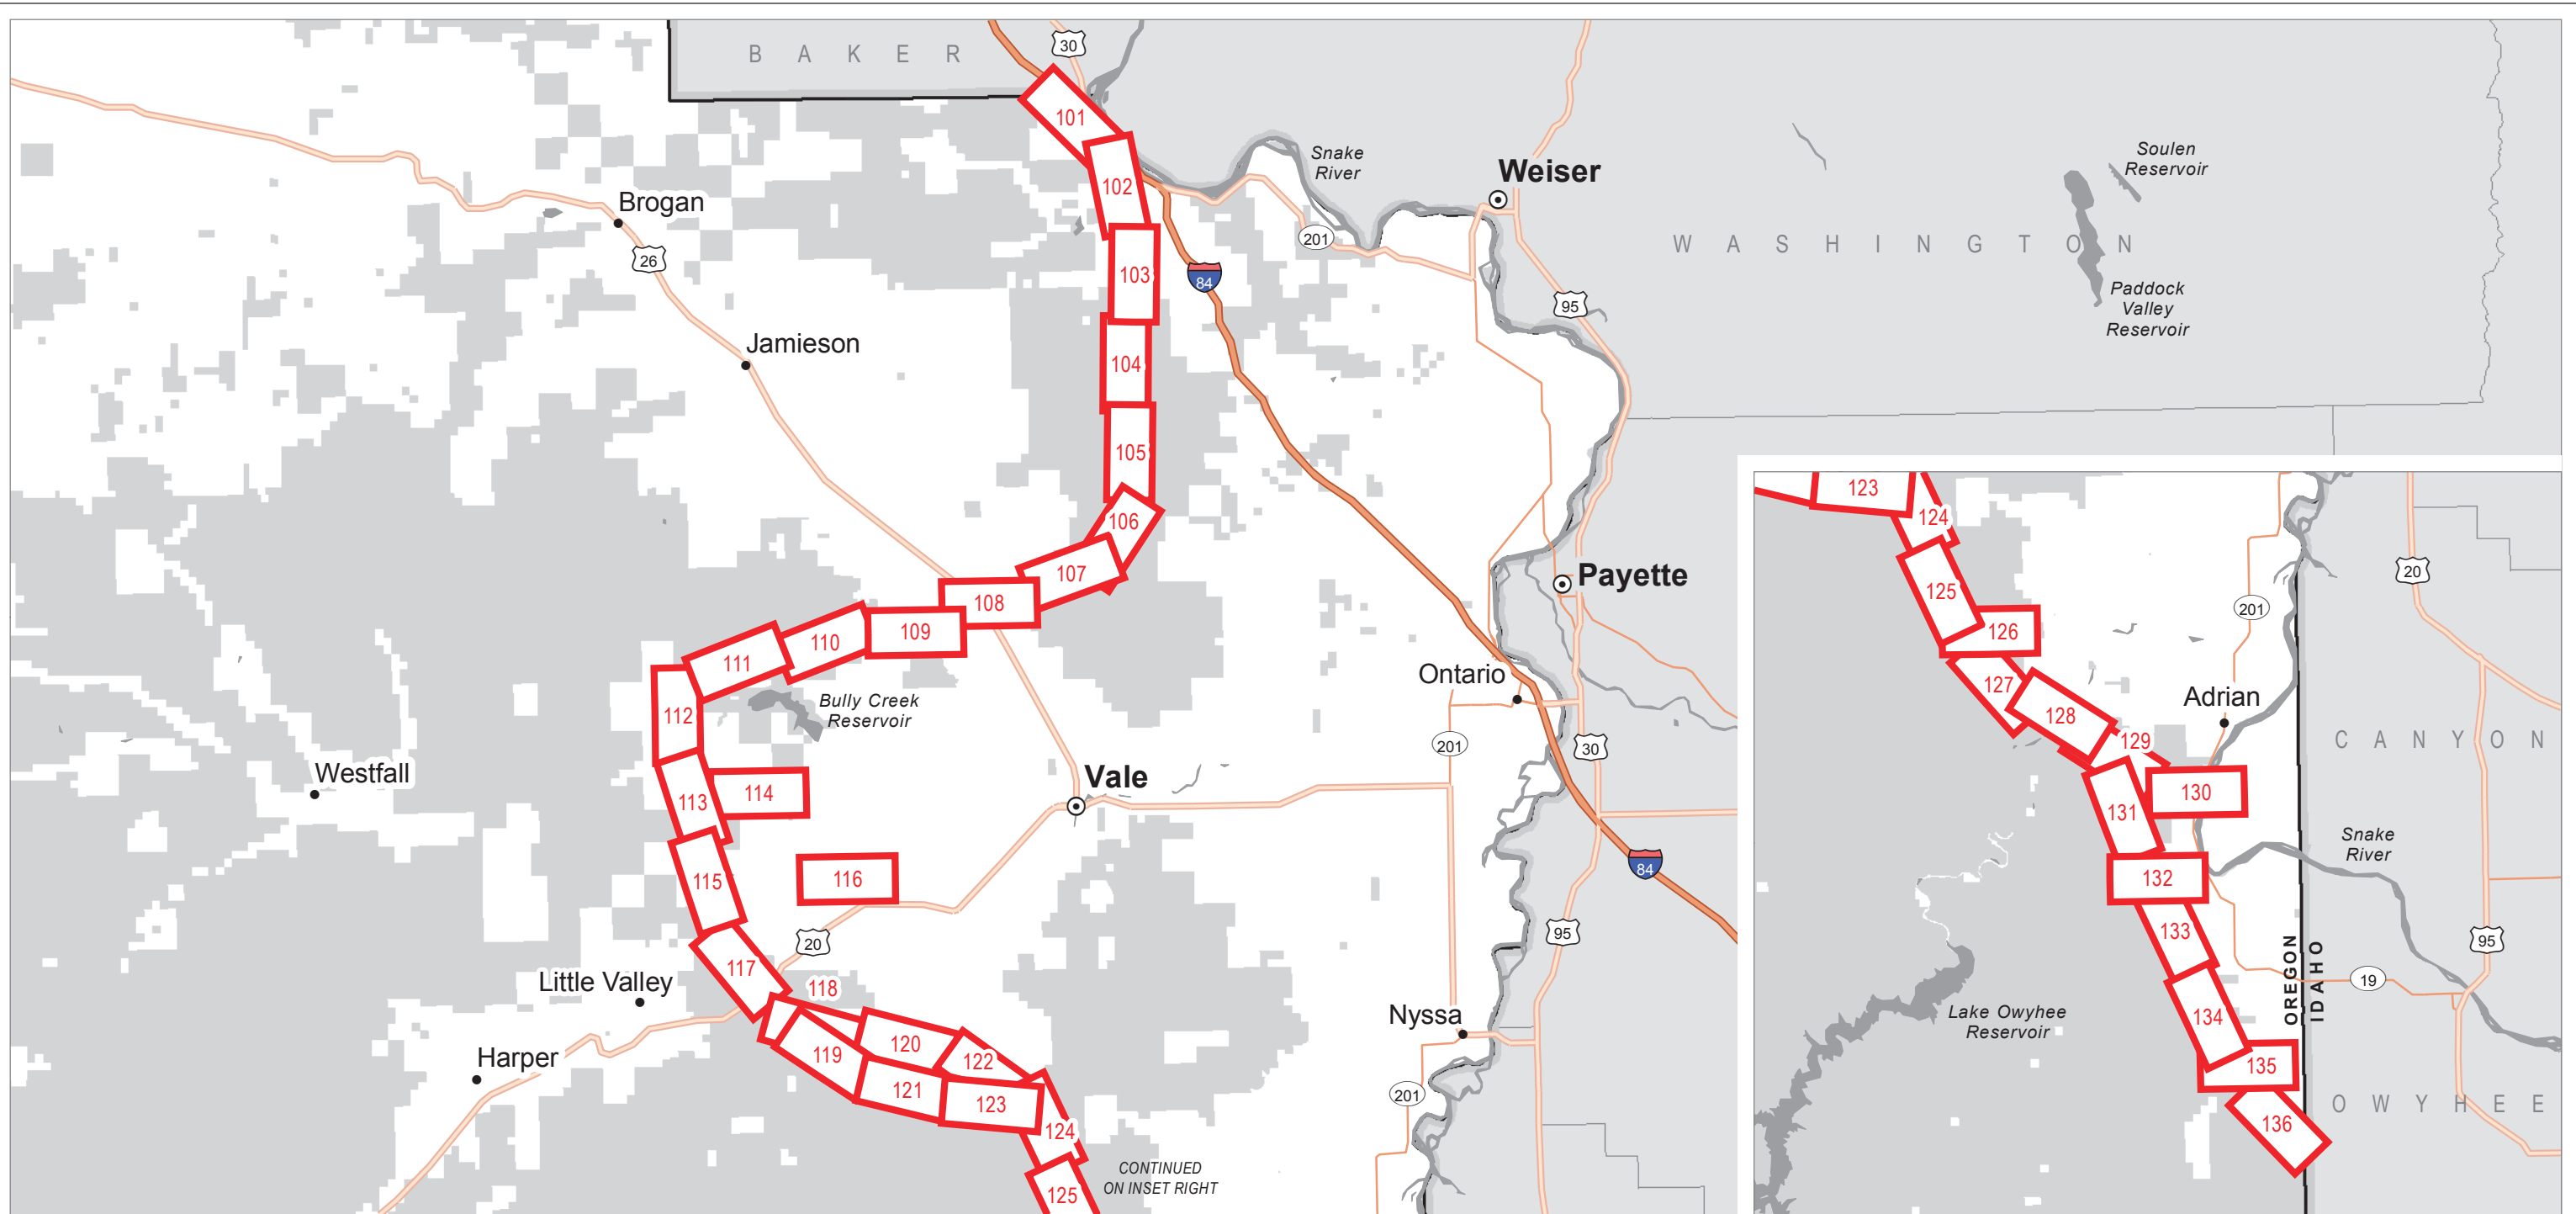 BAKER
30
101
102
Snake
River
Weiser
Soulen
Reservoir
Brogan
201
WASHINGTON
26
103
84
95
Paddock
Valley
Reservoir
Jamieson
104
105
106
107
108
109
110
111
Payette
Bully Creek
Reservoir
112
Ontario
201
30
Westfall
113
114
Vale
115
116
84
20
95
117
Little Valley
118
Harper
119
120
121
122
123
124
125
Nyssa
201
CONTINUED
ON INSET RIGHT
123
124
125
126
127
128
129
130
131
132
133
134
135
136
20
201
Adrian
CANYON
Snake
River
95
OREGON
IDAHO
19
Lake Owyhee
Reservoir
OWYHEE